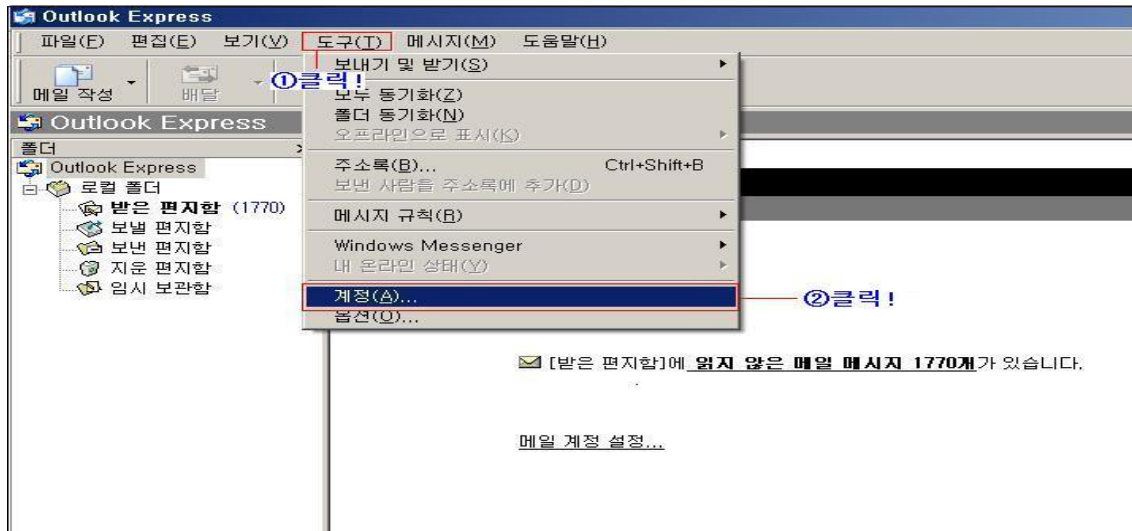 Outlook Express
파일(F) 편집(E) 보기(V) 도구(T) 메시지(M) 도움말(H)
메일 작성
배달
①클릭!
Outlook Express
폴더
Outlook Express
로컬 폴더
받은 편지함 (1770)
보낼 편지함
보낸 편지함
지운 편지함
임시 보관함
보내기 및 받기(S)
모두 동기화(Z)
폴더 동기화(N)
오프라인으로 표시(K)
주소록(B)... Ctrl+Shift+B
보낸 사람을 주소록에 추가(D)
메시지 규칙(R)
Windows Messenger
내 온라인 상태(Y)
계정(A)...
②클릭!
옵션(O)...
[받은 편지함]에 읽지 않은 메일 메시지 1770개가 있습니다.
메일 계정 설정...